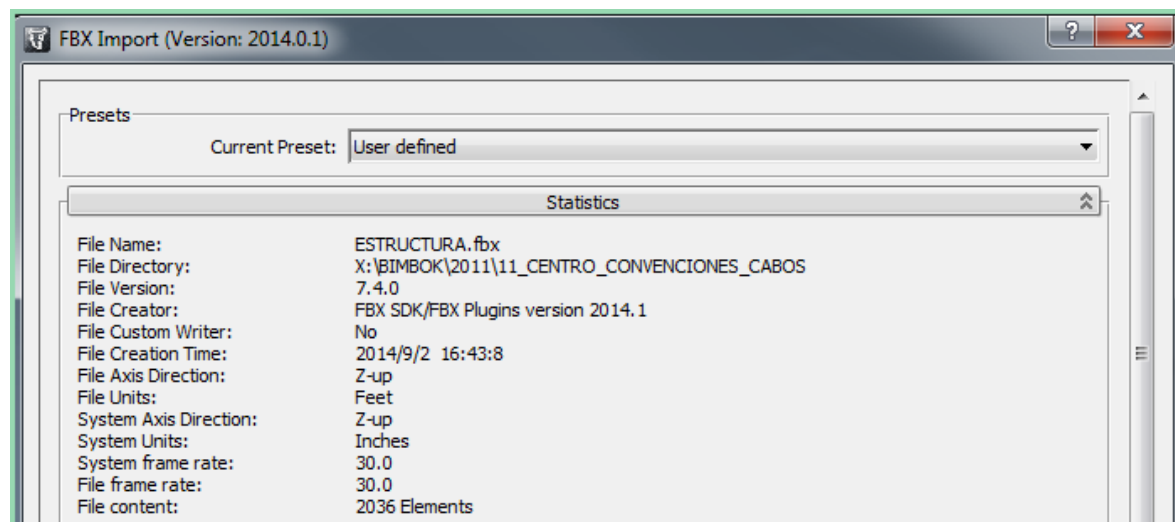 FBX Import (Version: 2014.0.1)
?
Presets
Current Preset: User defined
Statistics
File Name: ESTRUCTURA.fbx
File Directory: X:\BIMBOK\2011\11_CENTRO_CONVENCIONES_CABOS
File Version: 7.4.0
File Creator: FBX SDK/FBX Plugins version 2014.1
File Custom Writer: No
File Creation Time: 2014/9/2 16:43:8
File Axis Direction: Z-up
File Units: Feet
System Axis Direction: Z-up
System Units: Inches
System frame rate: 30.0
File frame rate: 30.0
File content: 2036 Elements